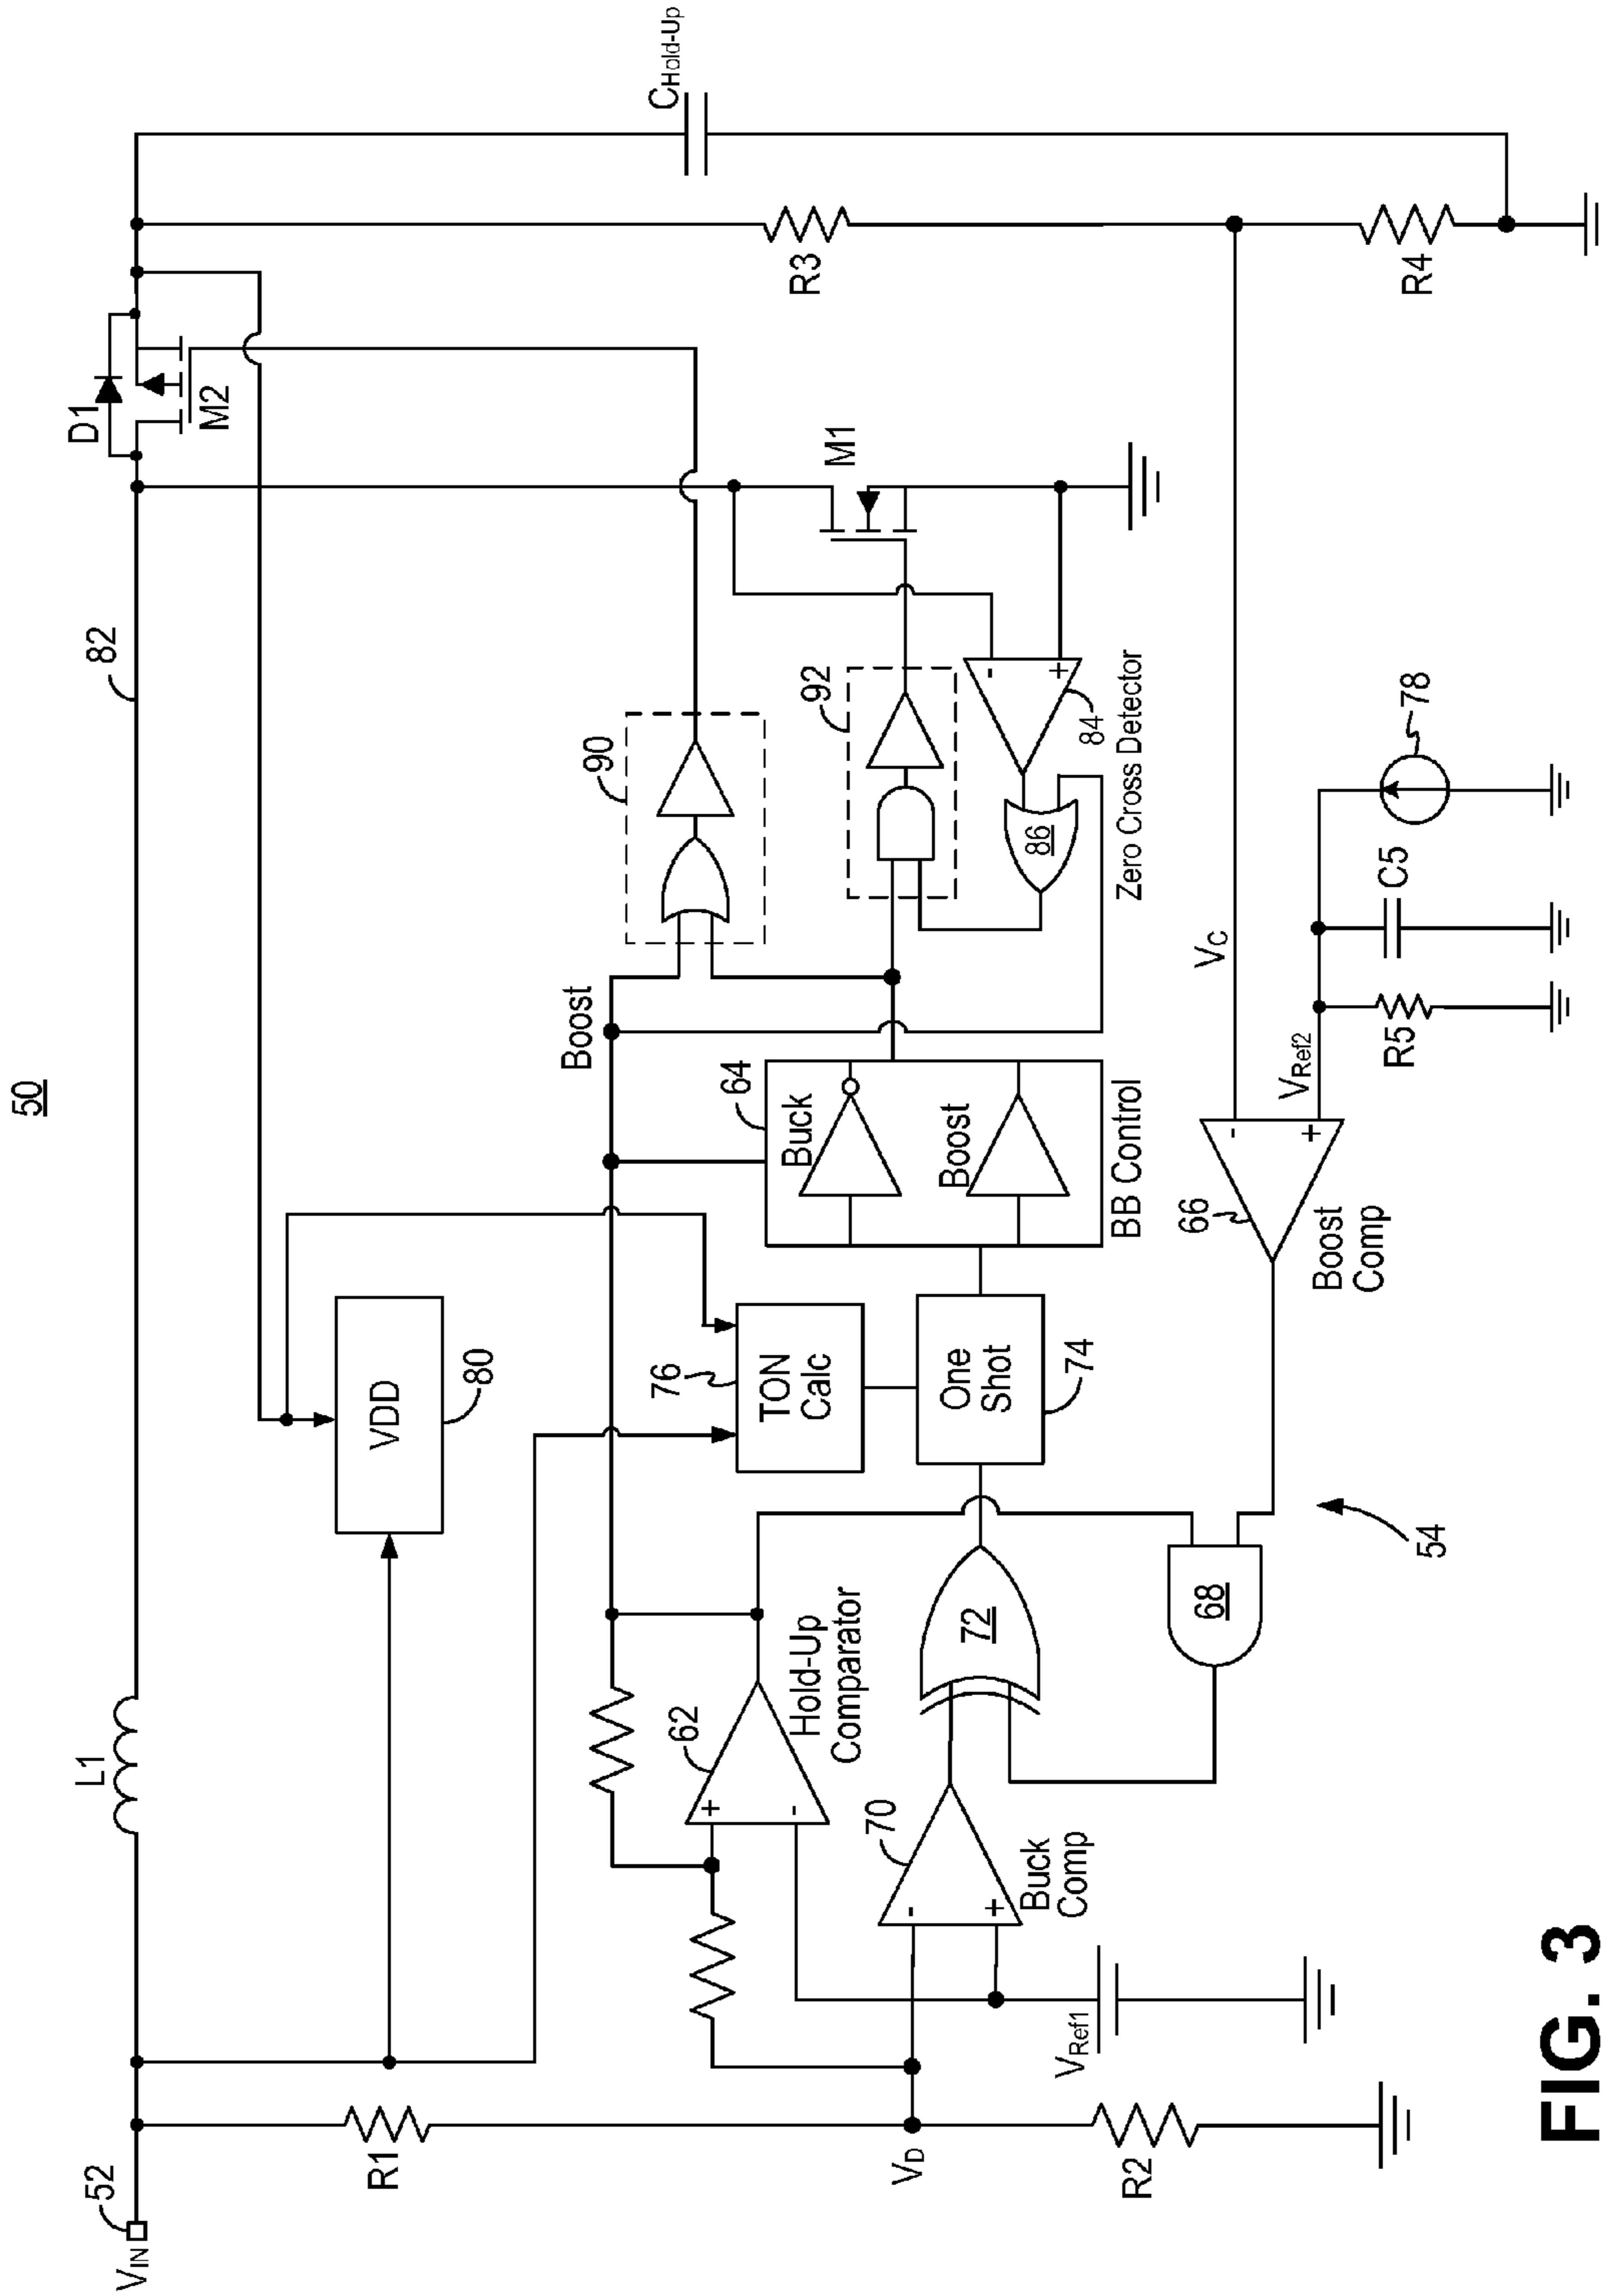 50
VIN
52
L1
82
D1
M2
CHold-Up
R1
VDD
80
R3
Boost
90
62
Hold-Up
Comparator
76
TON
Calc
64
Buck
Boost
BB Control
92
M1
VD
70
Buck
Comp
72
One
Shot
74
86
84
Zero Cross Detector
R2
VRef1
68
66
Boost
Comp
VC
VRef2
R5
C5
78
R4
54
FIG. 3
+
-
-
+
-
+
-
+